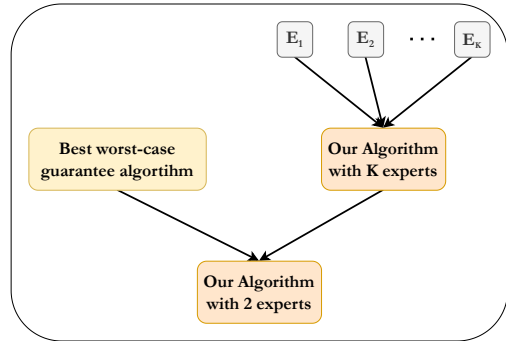 E1 E2 ... EK
Best worst-case
guarantee algortihm
Our Algorithm
with K experts
Our Algorithm
with 2 experts